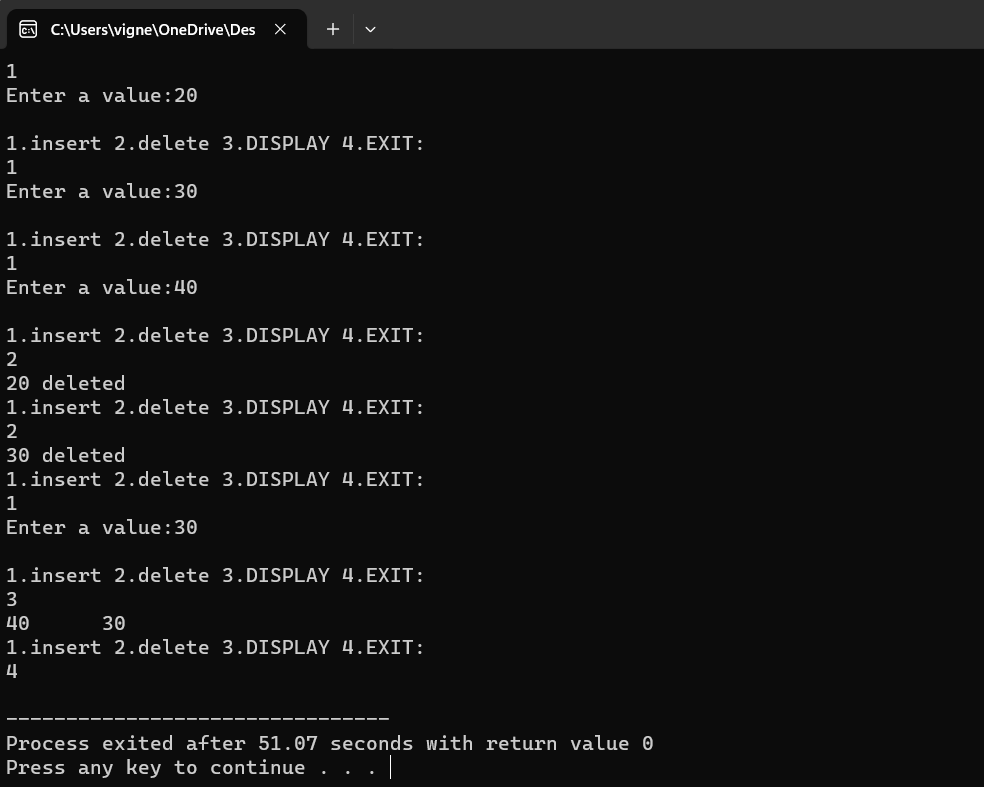 C:\Users\vigne\OneDrive\Des
1
Enter a value:20
1.insert 2.delete 3.DISPLAY 4.EXIT:
1
Enter a value:30
1.insert 2.delete 3.DISPLAY 4.EXIT:
1
Enter a value:40
1.insert 2.delete 3.DISPLAY 4.EXIT:
2
20 deleted
1.insert 2.delete 3.DISPLAY 4.EXIT:
2
30 deleted
1.insert 2.delete 3.DISPLAY 4.EXIT:
1
Enter a value:30
1.insert 2.delete 3.DISPLAY 4.EXIT:
3
40      30
1.insert 2.delete 3.DISPLAY 4.EXIT:
4
--------------------------------
Process exited after 51.07 seconds with return value 0
Press any key to continue . . .